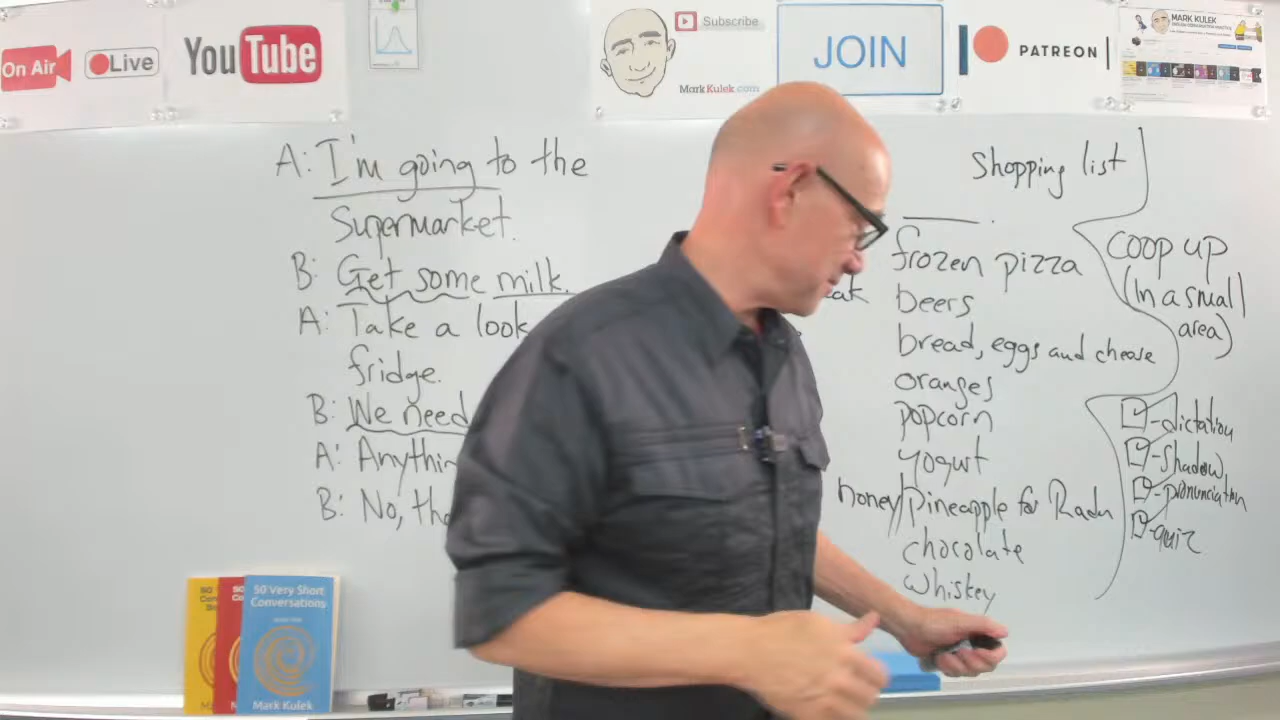 On Air
Live
YouTube
Subscribe
MarkKulek.com
JOIN
PATREON
MARK KULEK
A: I'm going to the
Supermarket.
B: Get some milk.
A: Take a look
fridge.
B: We need
A: Anythin
B: No, tha
Shopping list
frozen pizza
beers
bread, eggs and cheese
oranges
popcorn
yogurt
honey/pineapple for Radu
chocolate
whiskey
coop up
(in a small
area)
-dictation
-shadow
-pronunciation
-quiz
50 Very Short
Conversations
Mark Kulek